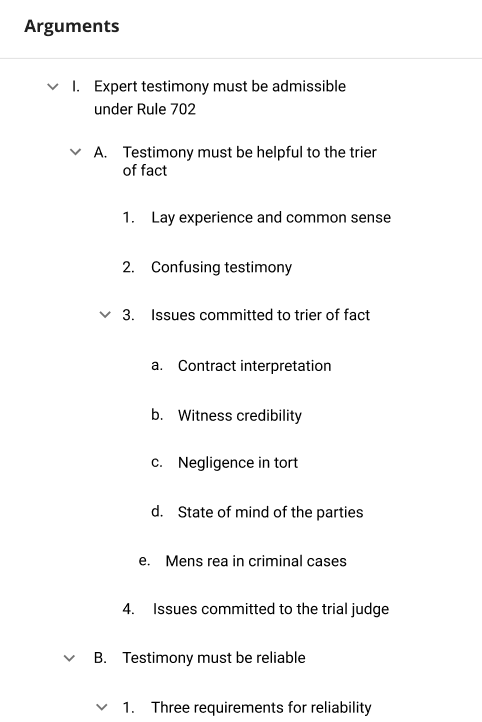 Arguments
I. Expert testimony must be admissible
under Rule 702
A. Testimony must be helpful to the trier
of fact
1. Lay experience and common sense
2. Confusing testimony
3. Issues committed to trier of fact
a. Contract interpretation
b. Witness credibility
c. Negligence in tort
d. State of mind of the parties
e. Mens rea in criminal cases
4. Issues committed to the trial judge
B. Testimony must be reliable
1. Three requirements for reliability